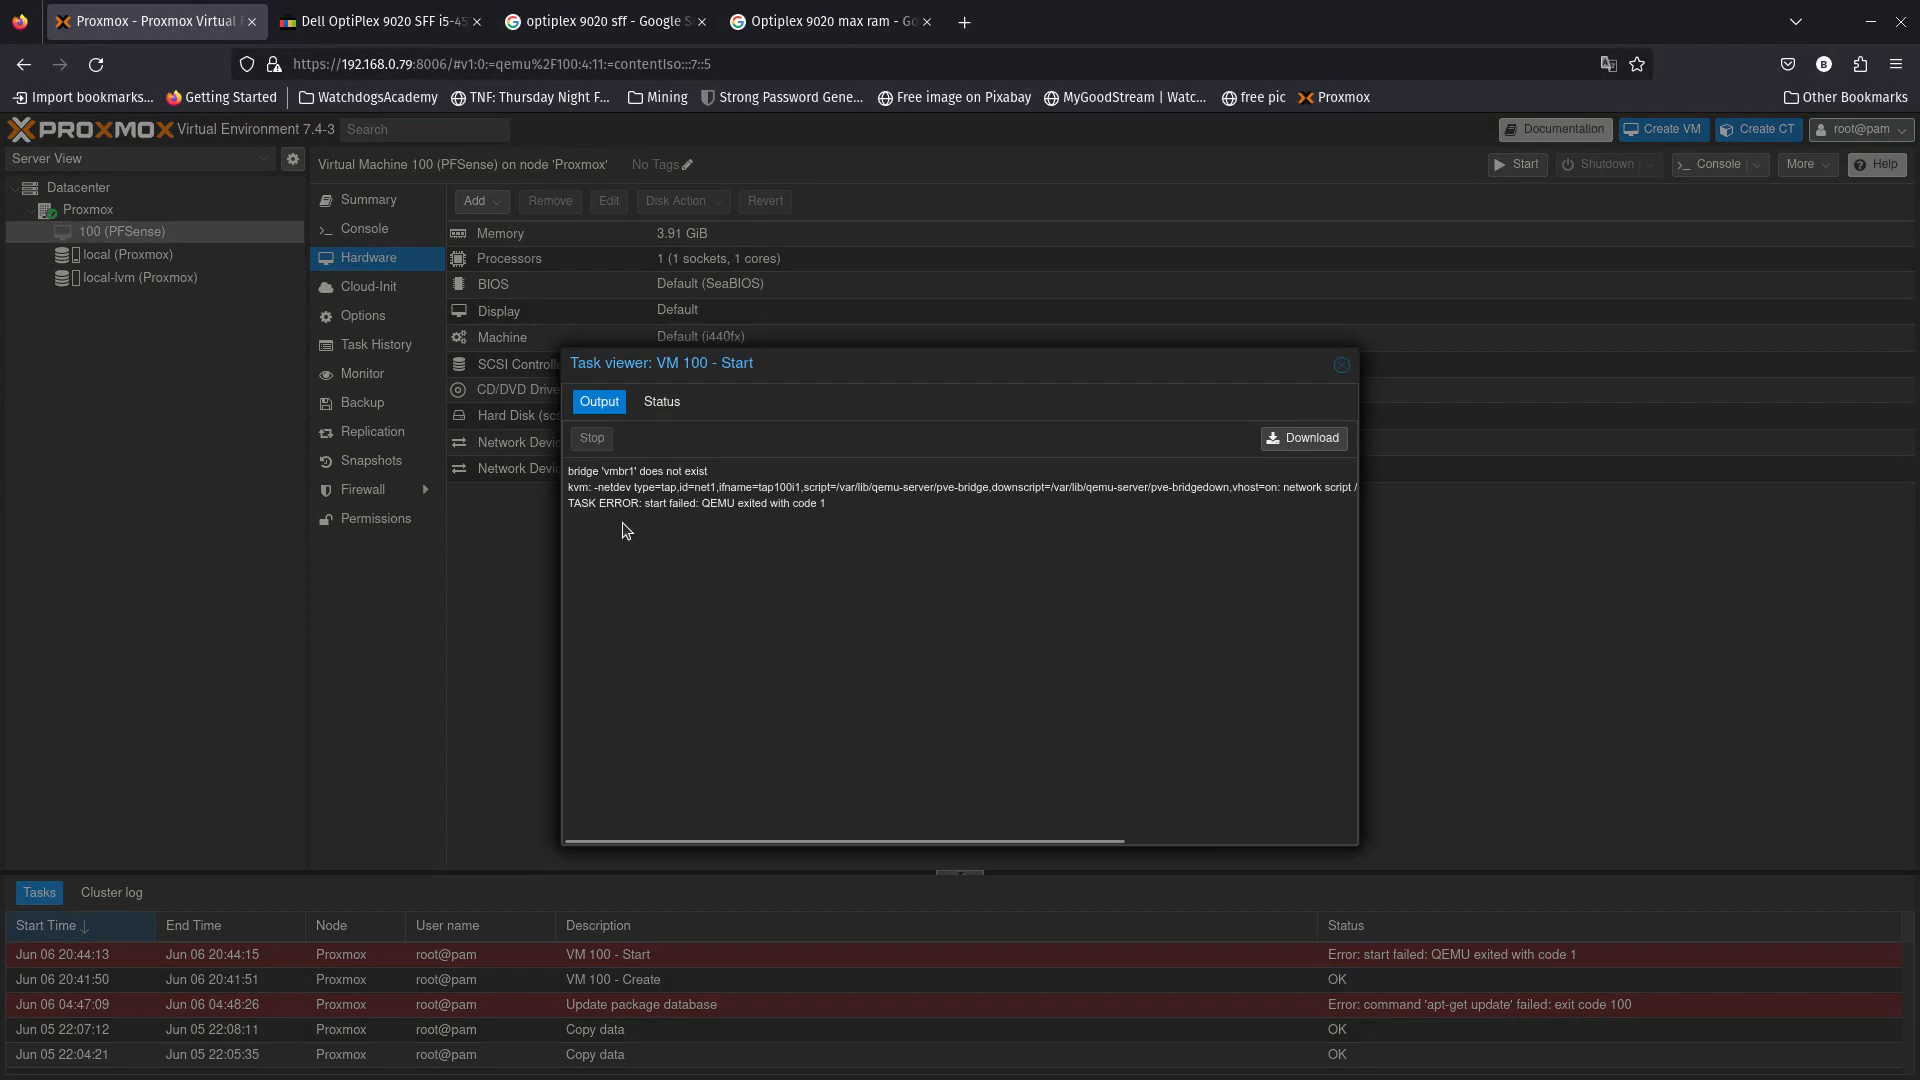 Proxmox - Proxmox Virtual
Dell OptiPlex 9020 SFF i5-45
optiplex 9020 sff - Google S
Optiplex 9020 max ram - Go
https://192.168.0.79:8006/#v1:0:=qemu%2F100:4:11:=contentIso:::7::5
Import bookmarks...
Getting Started
WatchdogsAcademy
TNF: Thursday Night F...
Mining
Strong Password Gene...
Free image on Pixabay
MyGoodStream | Watc...
free pic
Proxmox
Other Bookmarks
PROXMOX Virtual Environment 7.4-3
Search
Documentation
Create VM
Create CT
root@pam
Server View
Virtual Machine 100 (PFSense) on node 'Proxmox'
No Tags
Start
Shutdown
Console
More
Help
Datacenter
Proxmox
100 (PFSense)
local (Proxmox)
local-lvm (Proxmox)
Summary
Console
Hardware
Cloud-Init
Options
Task History
Monitor
Backup
Replication
Snapshots
Firewall
Permissions
Add
Remove
Edit
Disk Action
Revert
Memory 3.91 GiB
Processors 1 (1 sockets, 1 cores)
BIOS Default (SeaBIOS)
Display Default
Machine Default (i440fx)
SCSI Controlle
CD/DVD Drive
Hard Disk (scs
Network Devic
Network Devic
Task viewer: VM 100 - Start
Output
Status
Stop
Download
bridge 'vmbr1' does not exist
kvm: -netdev type=tap,id=net1,ifname=tap100i1,script=/var/lib/qemu-server/pve-bridge,downscript=/var/lib/qemu-server/pve-bridgedown,vhost=on: network script /
TASK ERROR: start failed: QEMU exited with code 1
Tasks
Cluster log
Start Time End Time Node User name Description Status
Jun 06 20:44:13 Jun 06 20:44:15 Proxmox root@pam VM 100 - Start Error: start failed: QEMU exited with code 1
Jun 06 20:41:50 Jun 06 20:41:51 Proxmox root@pam VM 100 - Create OK
Jun 06 04:47:09 Jun 06 04:48:26 Proxmox root@pam Update package database Error: command 'apt-get update' failed: exit code 100
Jun 05 22:07:12 Jun 05 22:08:11 Proxmox root@pam Copy data OK
Jun 05 22:04:21 Jun 05 22:05:35 Proxmox root@pam Copy data OK